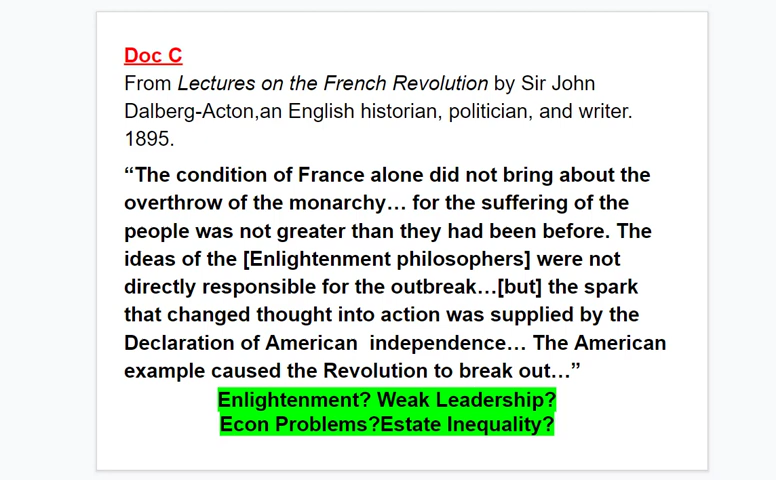 Doc C
From Lectures on the French Revolution by Sir John
Dalberg-Acton,an English historian, politician, and writer.
1895.
“The condition of France alone did not bring about the
overthrow of the monarchy… for the suffering of the
people was not greater than they had been before. The
ideas of the [Enlightenment philosophers] were not
directly responsible for the outbreak…[but] the spark
that changed thought into action was supplied by the
Declaration of American  independence… The American
example caused the Revolution to break out…”
Enlightenment? Weak Leadership?
Econ Problems?Estate Inequality?